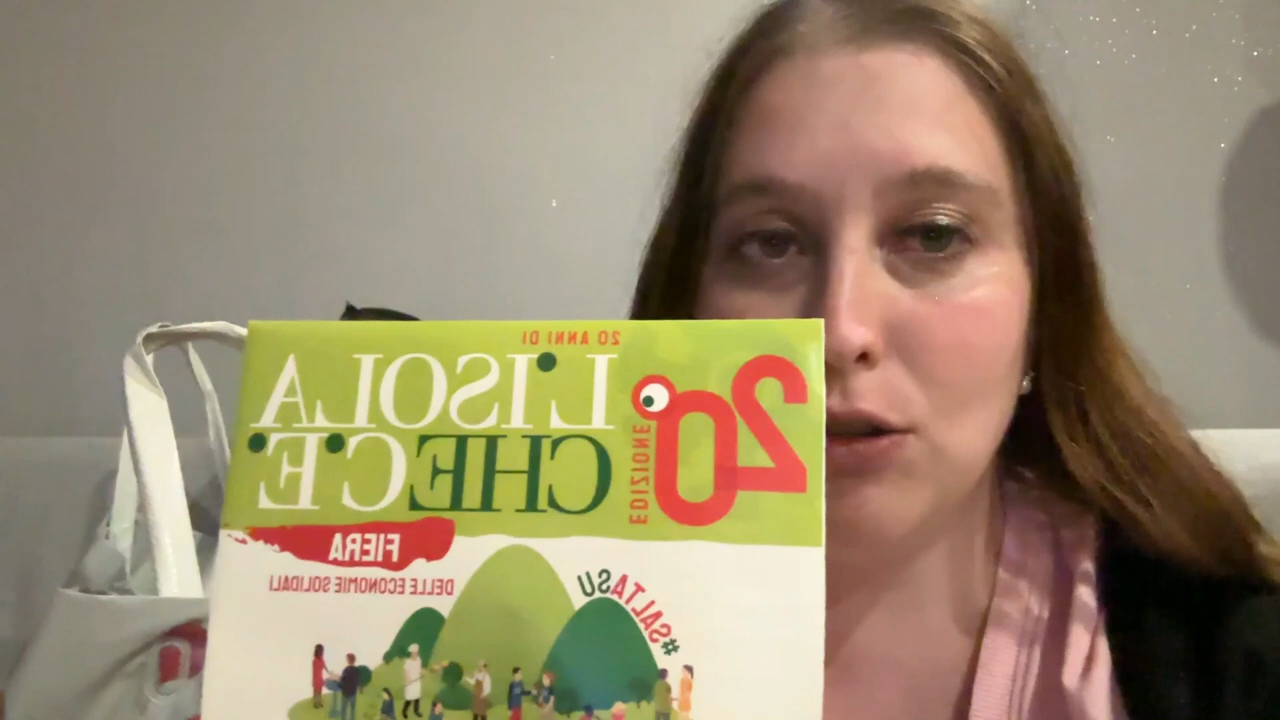 20 ANNI DI
20°
EDIZIONE
L'ISOLA
CHE C'È
FIERA
DELLE ECONOMIE SOLIDALI
#SALTASU